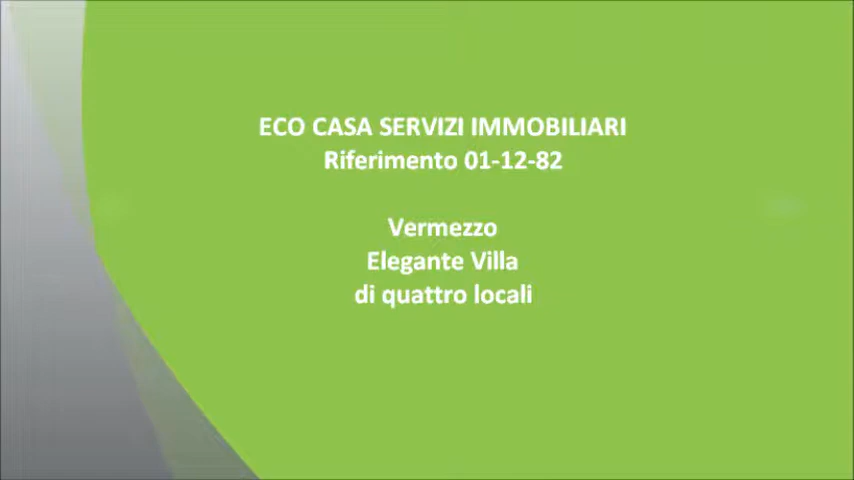 ECO CASA SERVIZI IMMOBILIARI
Riferimento 01-12-82
Vermezzo
Elegante Villa
di quattro locali